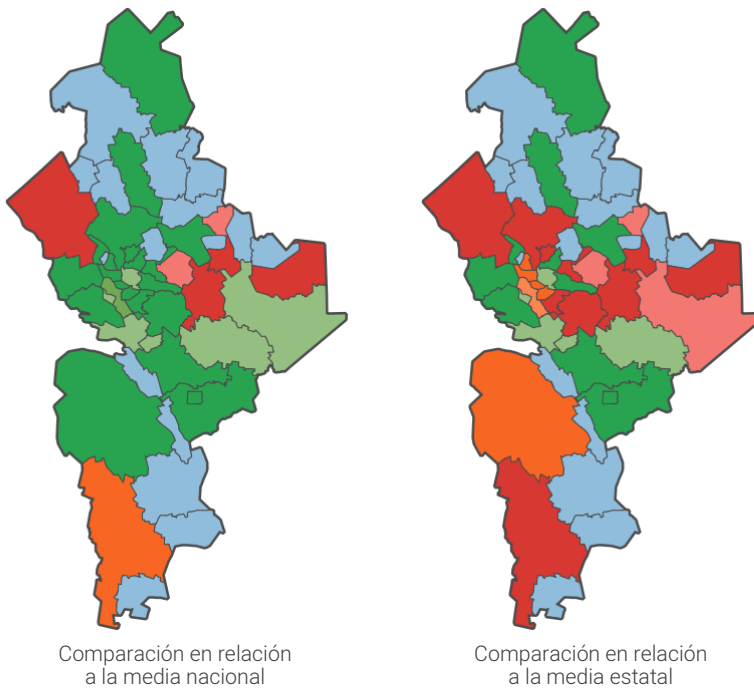 Comparación en relación
a la media nacional
Comparación en relación
a la media estatal